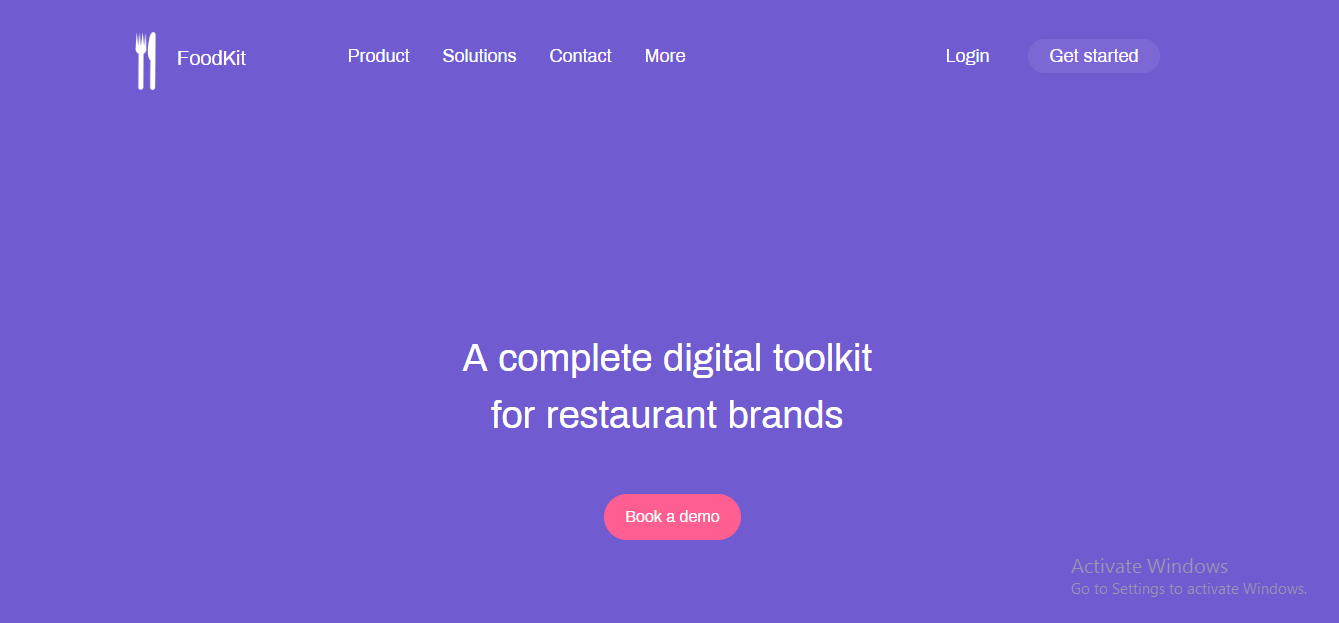 FoodKit Product Solutions Contact More Login Get started
A complete digital toolkit
for restaurant brands
Book a demo
Activate Windows
Go to Settings to activate Windows.